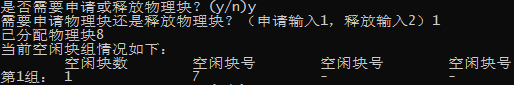 是否需要申请或释放物理块？(y/n)y
需要申请物理块还是释放物理块？（申请输入1，释放输入2）1
已分配物理块8
当前空闲块组情况如下：
空闲块数 空闲块号 空闲块号 空闲块号
第1组： 1 7 - -